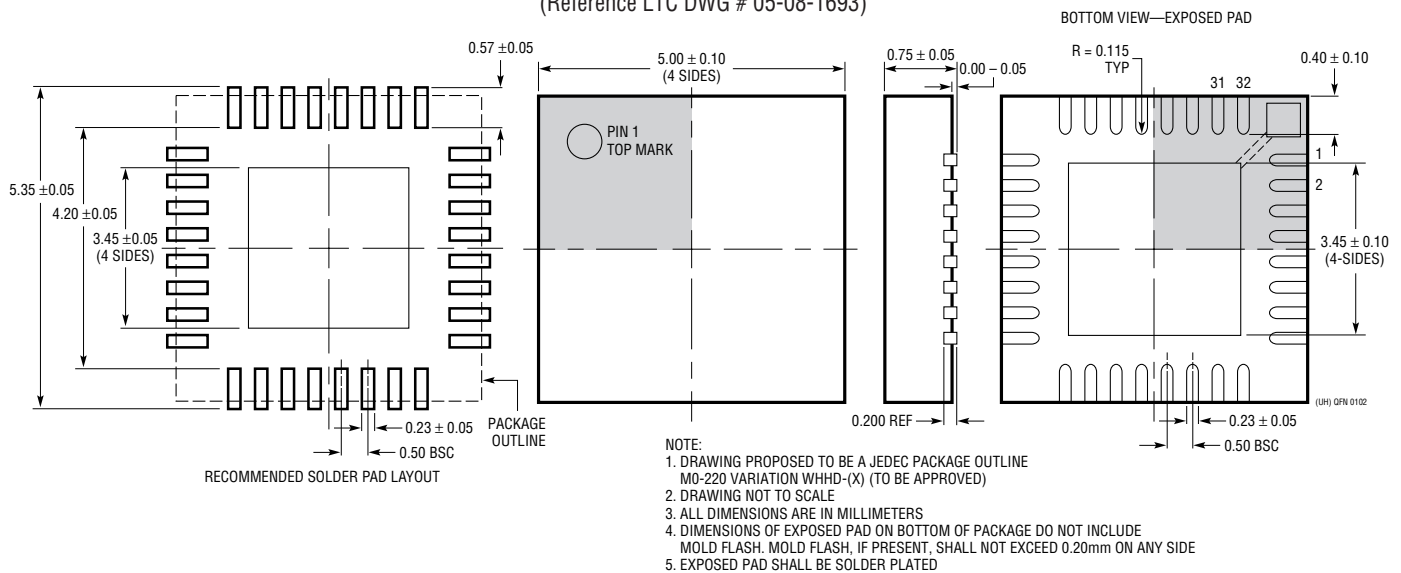 (Reference LTC DWG # 05-08-1693)
BOTTOM VIEW—EXPOSED PAD
0.57 ±0.05
5.35 ±0.05
4.20 ±0.05
3.45 ±0.05
(4 SIDES)
PACKAGE
OUTLINE
0.23 ± 0.05
0.50 BSC
RECOMMENDED SOLDER PAD LAYOUT
5.00 ± 0.10
(4 SIDES)
PIN 1
TOP MARK
0.75 ± 0.05
0.00 – 0.05
0.200 REF
R = 0.115
TYP
31 32
0.40 ± 0.10
1
2
3.45 ± 0.10
(4-SIDES)
(UH) QFN 0102
0.23 ± 0.05
0.50 BSC
NOTE:
1. DRAWING PROPOSED TO BE A JEDEC PACKAGE OUTLINE
M0-220 VARIATION WHHD-(X) (TO BE APPROVED)
2. DRAWING NOT TO SCALE
3. ALL DIMENSIONS ARE IN MILLIMETERS
4. DIMENSIONS OF EXPOSED PAD ON BOTTOM OF PACKAGE DO NOT INCLUDE
MOLD FLASH. MOLD FLASH, IF PRESENT, SHALL NOT EXCEED 0.20mm ON ANY SIDE
5. EXPOSED PAD SHALL BE SOLDER PLATED